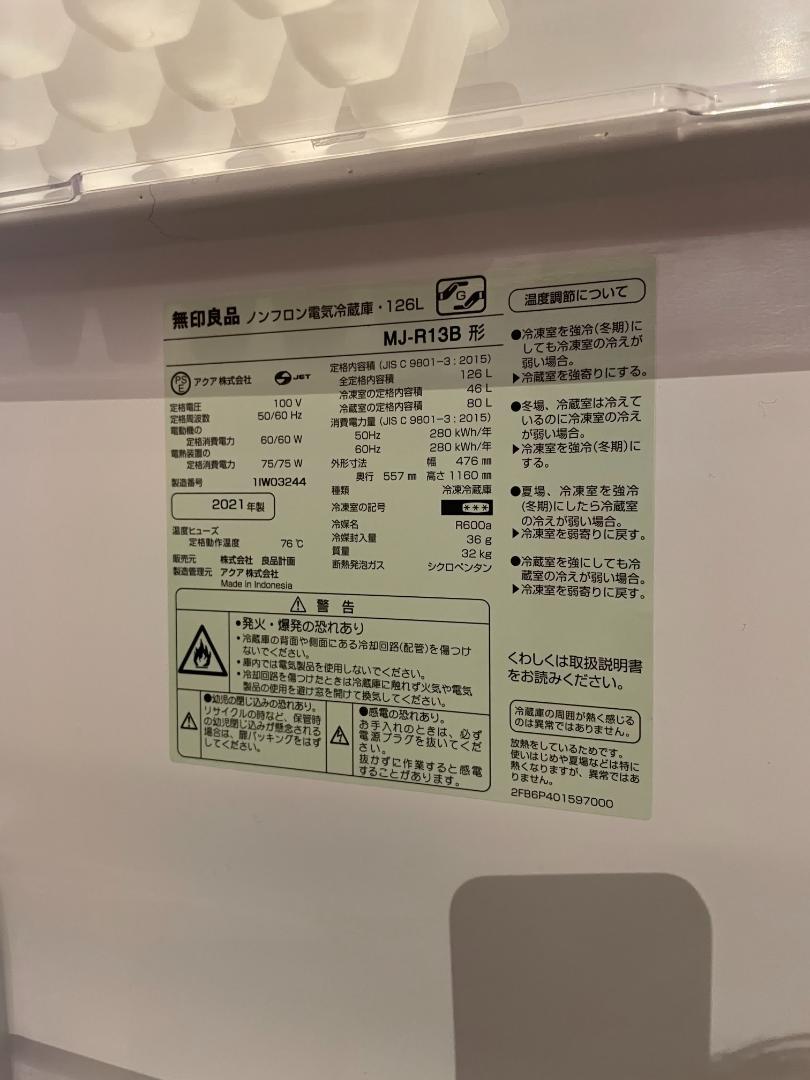 無印良品 ノンフロン電気冷蔵庫・126L
G
MJ-R13B 形
PS
E
アクア株式会社
JET
定格電圧 100 V
定格周波数 50/60 Hz
電動機の
定格消費電力 60/60 W
電熱装置の
定格消費電力 75/75 W
製造番号 1IW03244
2021年製
温度ヒューズ
定格動作温度 76 ℃
販売元 株式会社 良品計画
製造管理元 アクア株式会社
Made in Indonesia
定格内容積 (JIS C 9801-3 : 2015)
全定格内容積 126 L
冷凍室の定格内容積 46 L
冷蔵室の定格内容積 80 L
消費電力量 (JIS C 9801-3 : 2015)
50Hz 280 kWh/年
60Hz 280 kWh/年
外形寸法 幅 476 ㎜
奥行 557 ㎜ 高さ 1160 ㎜
種類 冷凍冷蔵庫
冷凍室の記号 ***
冷媒名 R600a
冷媒封入量 36 g
質量 32 kg
断熱発泡ガス シクロペンタン
⚠ 警 告
●発火・爆発の恐れあり
・冷蔵庫の背面や側面にある冷却回路(配管)を傷つけ
ないでください。
・庫内では電気製品を使用しないでください。
・冷却回路を傷つけたときは冷蔵庫に触れず火気や電気
製品の使用を避け窓を開けて換気してください。
●幼児の閉じ込みの恐れあり。
リサイクルの時など、保管時
の幼児閉じ込みが懸念される
場合は、扉パッキングをはず
してください。
●感電の恐れあり。
お手入れのときは、必ず
電源プラグを抜いてくだ
さい。
抜かずに作業すると感電
することがあります。
温度調節について
●冷凍室を強冷(冬期)に
しても冷凍室の冷えが
弱い場合。
▶冷蔵室を強寄りにする。
●冬場、冷蔵室は冷えて
いるのに冷凍室の冷え
が弱い場合。
▶冷凍室を強冷(冬期)に
する。
●夏場、冷凍室を強冷
(冬期)にしたら冷蔵室
の冷えが弱い場合。
▶冷凍室を弱寄りに戻す。
●冷蔵室を強にしても冷
蔵室の冷えが弱い場合。
▶冷凍室を弱寄りに戻す。
くわしくは取扱説明書
をお読みください。
冷蔵庫の周囲が熱く感じる
のは異常ではありません。
放熱をしているためです。
使いはじめや夏場などは特に
熱くなりますが、異常ではあ
りません。
2FB6P401597000